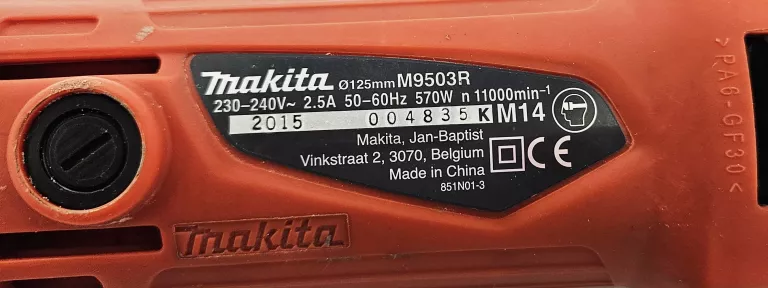 makita Ø125mm M9503R
230-240V~ 2.5A 50-60Hz 570W n 11000min⁻¹
2015 004835 K M14
Makita, Jan-Baptist
Vinkstraat 2, 3070, Belgium
Made in China
CE
851N01-3
makita
>PA6-GF30<